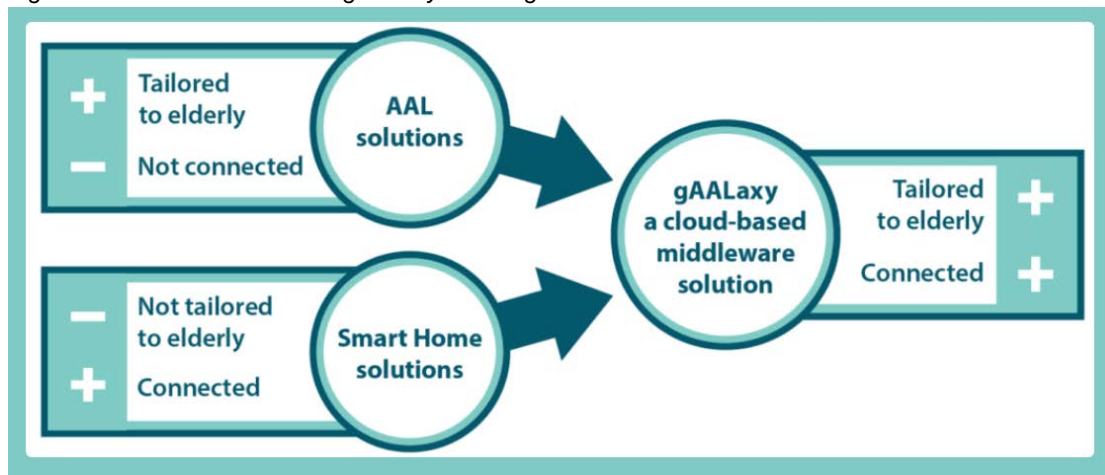 +
Tailored
to elderly
−
Not connected
AAL
solutions
−
Not tailored
to elderly
+
Connected
Smart Home
solutions
gAALaxy
a cloud-based
middleware
solution
Tailored
to elderly
+
Connected
+